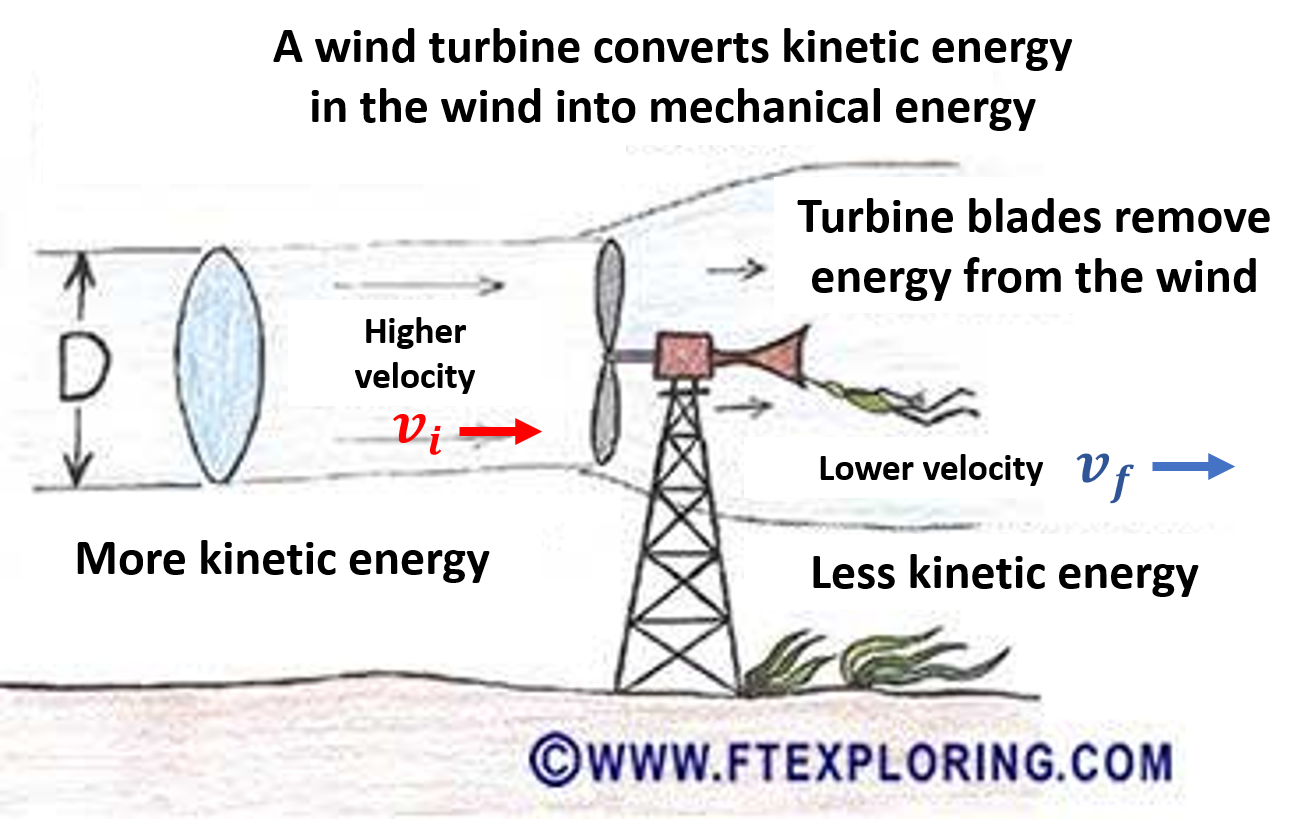 A wind turbine converts kinetic energy
in the wind into mechanical energy
Turbine blades remove
energy from the wind
D
Higher
velocity
v_i
Lower velocity v_f
More kinetic energy
Less kinetic energy
©WWW.FTEXPLORING.COM